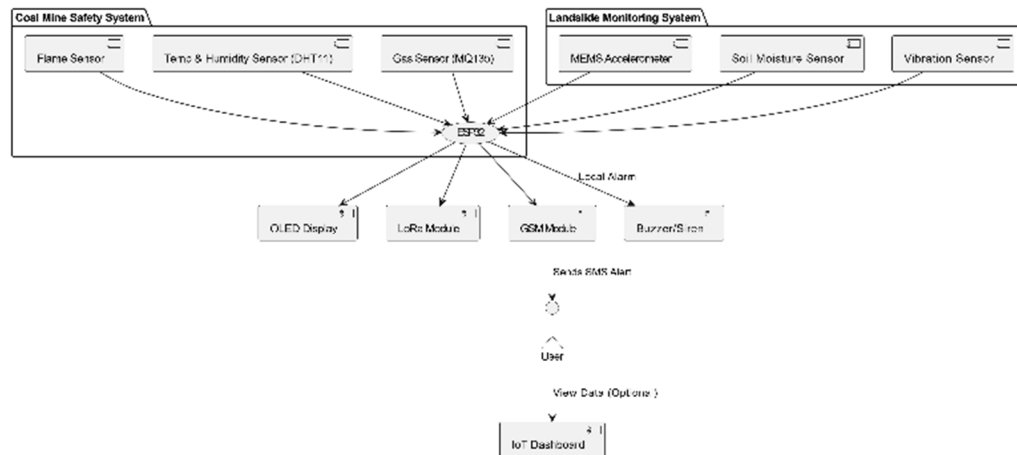 Coal Mine Safety System
Landslide Monitoring System
Flame Sensor
Temp & Humidity Sensor (DHT11)
Gas Sensor (MQ135)
MEMS Accelerometer
Soil Moisture Sensor
Vibration Sensor
ESP32
Local Alarm
OLED Display
LoRa Module
GSM Module
Buzzer/Siren
Sends SMS Alert
User
View Data (Optional)
IoT Dashboard